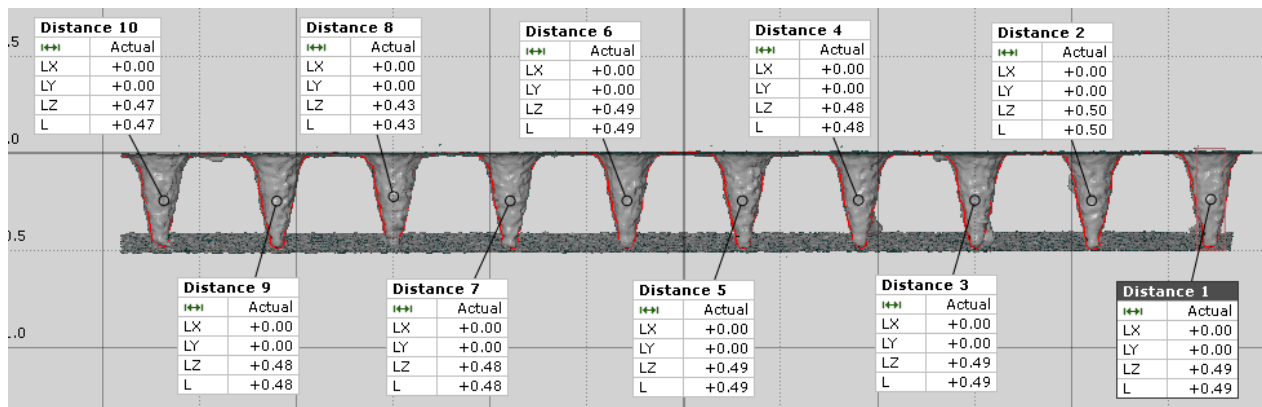 Distance 10
Actual
LX +0.00
LY +0.00
LZ +0.47
L +0.47
Distance 8
Actual
LX +0.00
LY +0.00
LZ +0.43
L +0.43
Distance 6
Actual
LX +0.00
LY +0.00
LZ +0.49
L +0.49
Distance 4
Actual
LX +0.00
LY +0.00
LZ +0.48
L +0.48
Distance 2
Actual
LX +0.00
LY +0.00
LZ +0.50
L +0.50
.5
.0
0.5
1.0
Distance 9
Actual
LX +0.00
LY +0.00
LZ +0.48
L +0.48
Distance 7
Actual
LX +0.00
LY +0.00
LZ +0.48
L +0.48
Distance 5
Actual
LX +0.00
LY +0.00
LZ +0.49
L +0.49
Distance 3
Actual
LX +0.00
LY +0.00
LZ +0.49
L +0.49
Distance 1
Actual
LX +0.00
LY +0.00
LZ +0.49
L +0.49